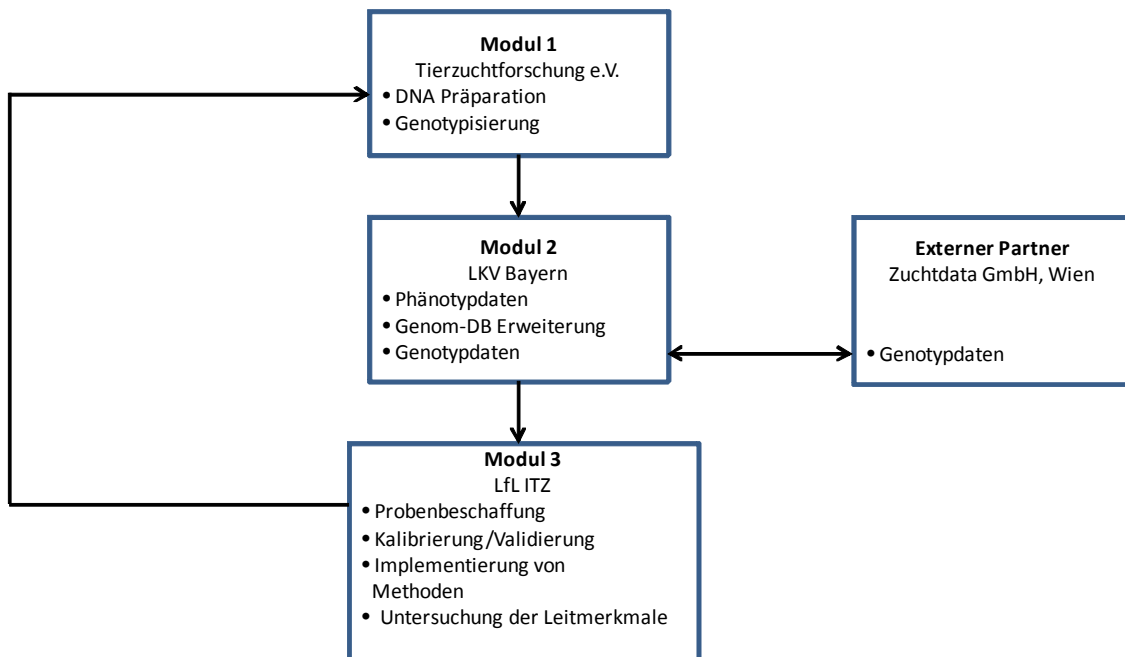 Modul 1
Tierzuchtforschung e.V.
• DNA Präparation
• Genotypisierung
Modul 2
LKV Bayern
• Phänotypdaten
• Genom-DB Erweiterung
• Genotypdaten
Externer Partner
Zuchtdata GmbH, Wien
• Genotypdaten
Modul 3
LfL ITZ
• Probenbeschaffung
• Kalibrierung/Validierung
• Implementierung von
Methoden
• Untersuchung der Leitmerkmale